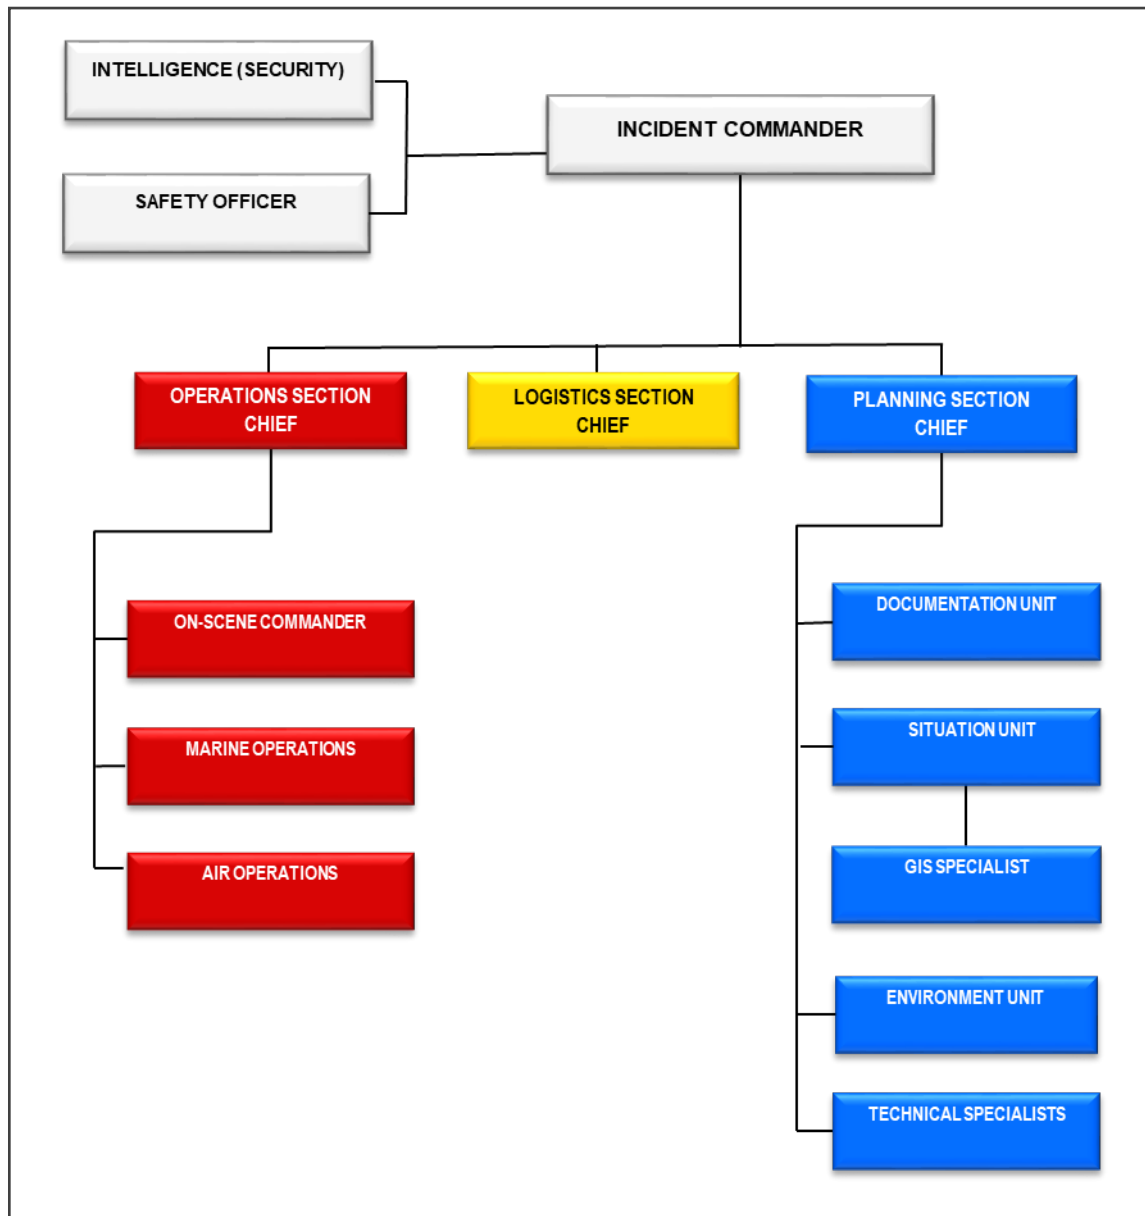 INTELLIGENCE (SECURITY)
INCIDENT COMMANDER
SAFETY OFFICER
OPERATIONS SECTION
CHIEF
LOGISTICS SECTION
CHIEF
PLANNING SECTION
CHIEF
ON-SCENE COMMANDER
MARINE OPERATIONS
AIR OPERATIONS
DOCUMENTATION UNIT
SITUATION UNIT
GIS SPECIALIST
ENVIRONMENT UNIT
TECHNICAL SPECIALISTS